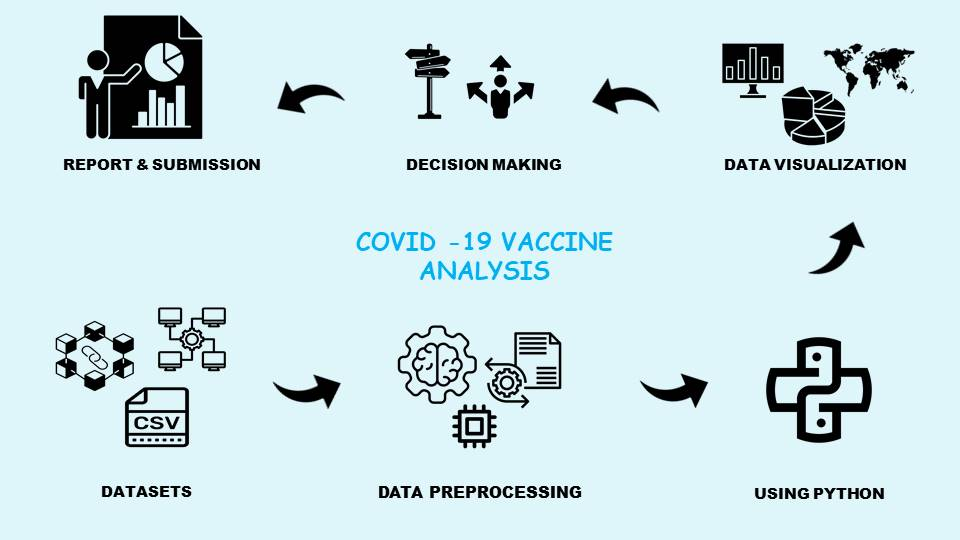 REPORT & SUBMISSION
DECISION MAKING
DATA VISUALIZATION
COVID -19 VACCINE
ANALYSIS
CSV
DATASETS
DATA PREPROCESSING
USING PYTHON